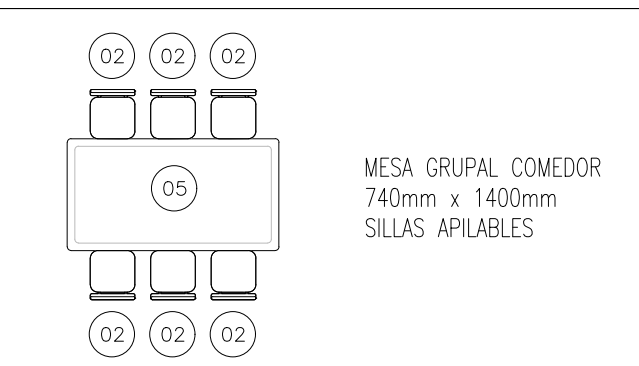 02 02 02
05
MESA GRUPAL COMEDOR
740mm x 1400mm
SILLAS APILABLES
02 02 02